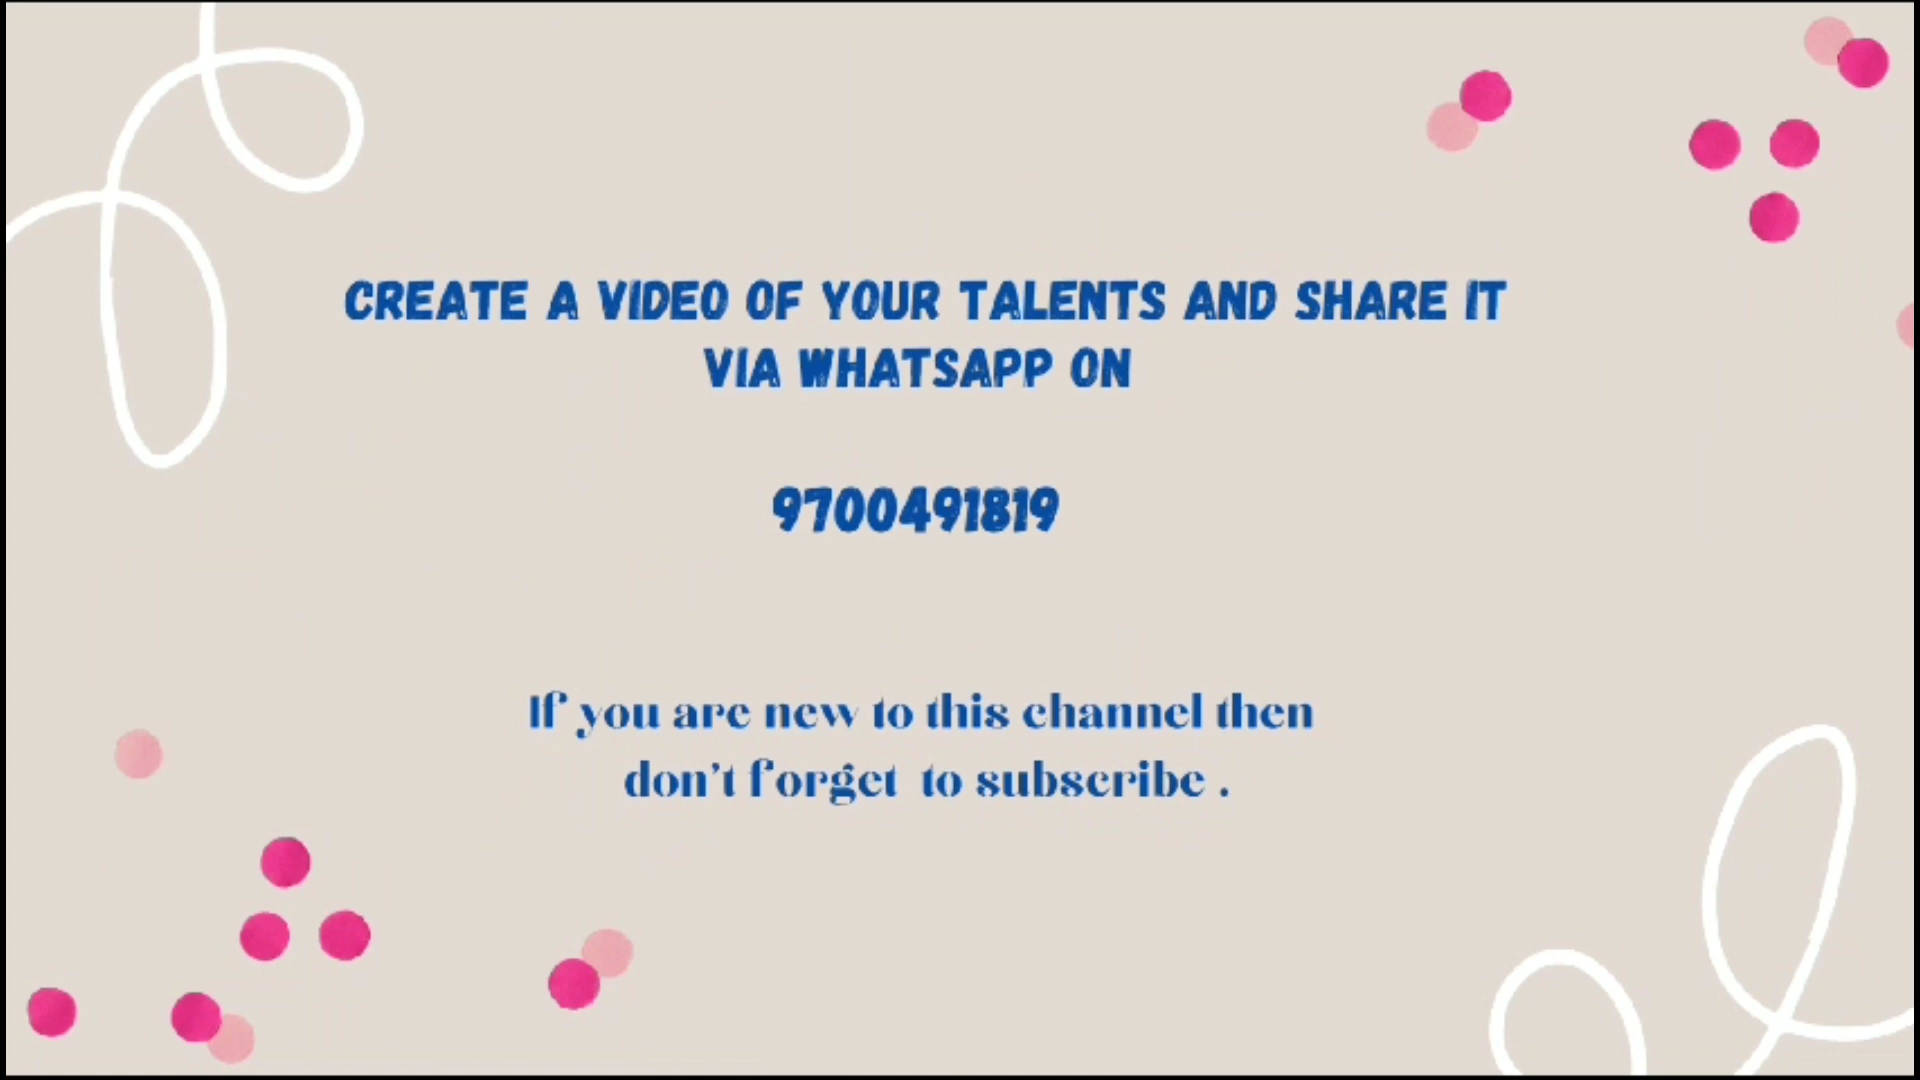 CREATE A VIDEO OF YOUR TALENTS AND SHARE IT
VIA WHATSAPP ON
9700491819
If you are new to this channel then
don't forget to subscribe .